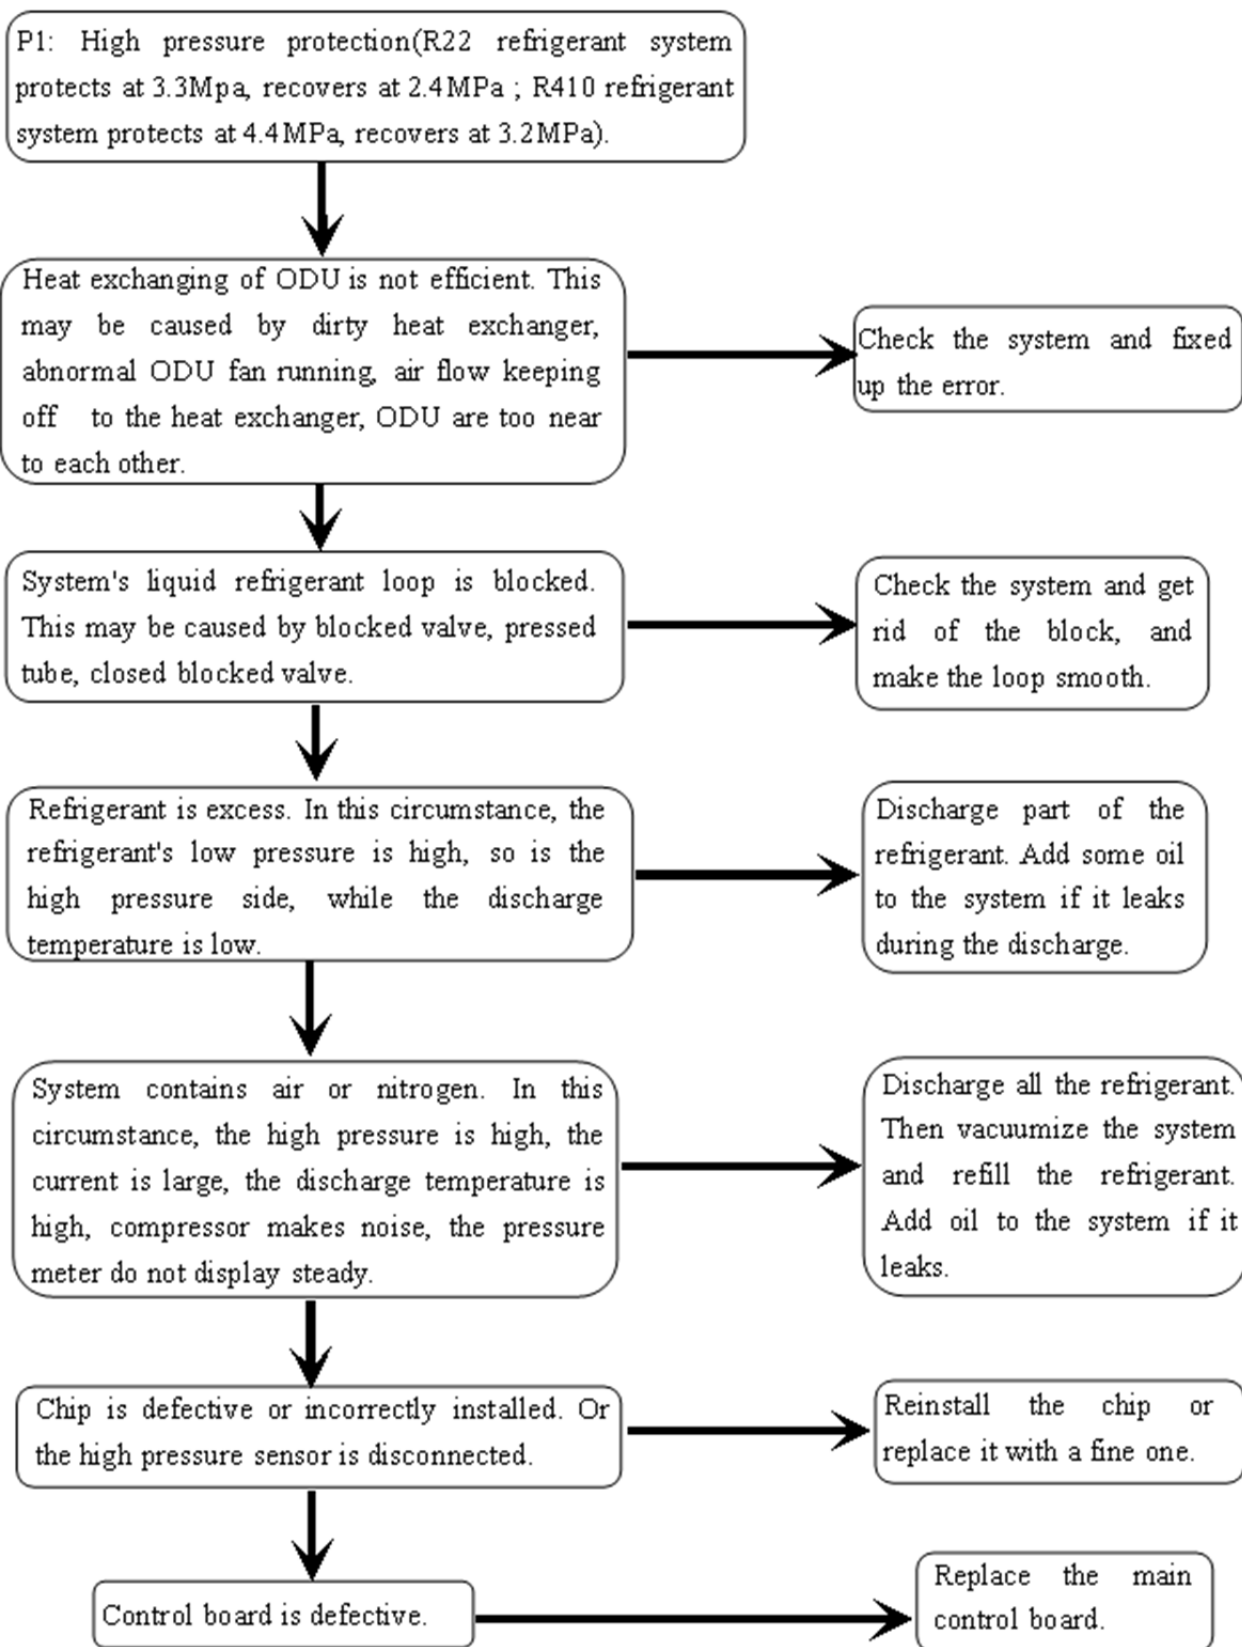 P1: High pressure protection(R22 refrigerant system
protects at 3.3Mpa, recovers at 2.4MPa ; R410 refrigerant
system protects at 4.4MPa, recovers at 3.2MPa).
Heat exchanging of ODU is not efficient. This
may be caused by dirty heat exchanger,
abnormal ODU fan running, air flow keeping
off to the heat exchanger, ODU are too near
to each other.
Check the system and fixed
up the error.
System's liquid refrigerant loop is blocked.
This may be caused by blocked valve, pressed
tube, closed blocked valve.
Check the system and get
rid of the block, and
make the loop smooth.
Refrigerant is excess. In this circumstance, the
refrigerant's low pressure is high, so is the
high pressure side, while the discharge
temperature is low.
Discharge part of the
refrigerant. Add some oil
to the system if it leaks
during the discharge.
System contains air or nitrogen. In this
circumstance, the high pressure is high, the
current is large, the discharge temperature is
high, compressor makes noise, the pressure
meter do not display steady.
Discharge all the refrigerant.
Then vacuumize the system
and refill the refrigerant.
Add oil to the system if it
leaks.
Chip is defective or incorrectly installed. Or
the high pressure sensor is disconnected.
Reinstall the chip or
replace it with a fine one.
Control board is defective.
Replace the main
control board.